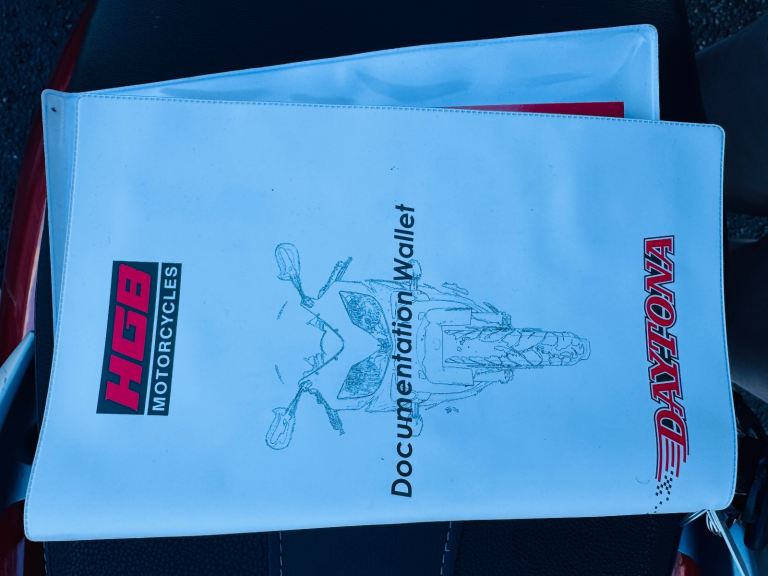 HGB
MOTORCYCLES
Documentation Wallet
DAYTONA